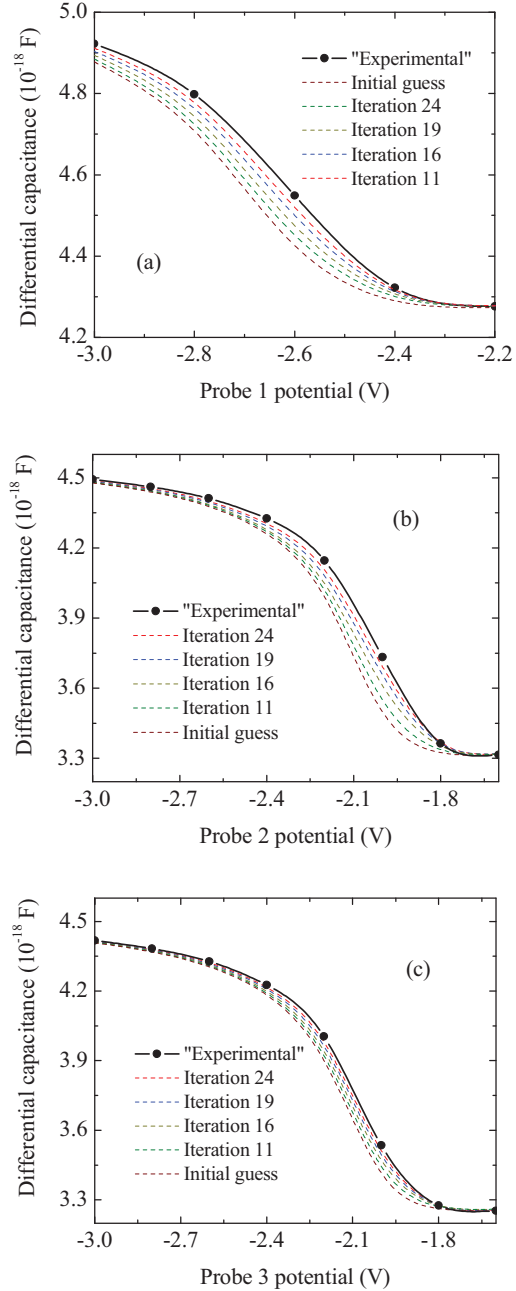 5.0
4.8
4.6
4.4
4.2
Differential capacitance (10⁻¹⁸ F)
"Experimental"
Initial guess
Iteration 24
Iteration 19
Iteration 16
Iteration 11
(a)
-3.0 -2.8 -2.6 -2.4 -2.2
Probe 1 potential (V)
4.5
4.2
3.9
3.6
3.3
Differential capacitance (10⁻¹⁸ F)
(b)
"Experimental"
Iteration 24
Iteration 19
Iteration 16
Iteration 11
Initial guess
-3.0 -2.7 -2.4 -2.1 -1.8
Probe 2 potential (V)
4.5
4.2
3.9
3.6
3.3
Differential capacitance (10⁻¹⁸ F)
(c)
"Experimental"
Iteration 24
Iteration 19
Iteration 16
Iteration 11
Initial guess
-3.0 -2.7 -2.4 -2.1 -1.8
Probe 3 potential (V)